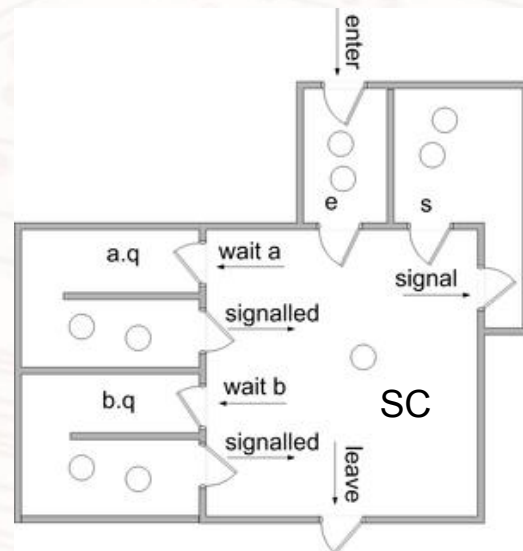 enter
e
s
a.q
wait a
signal
signalled
b.q
wait b
SC
signalled
leave